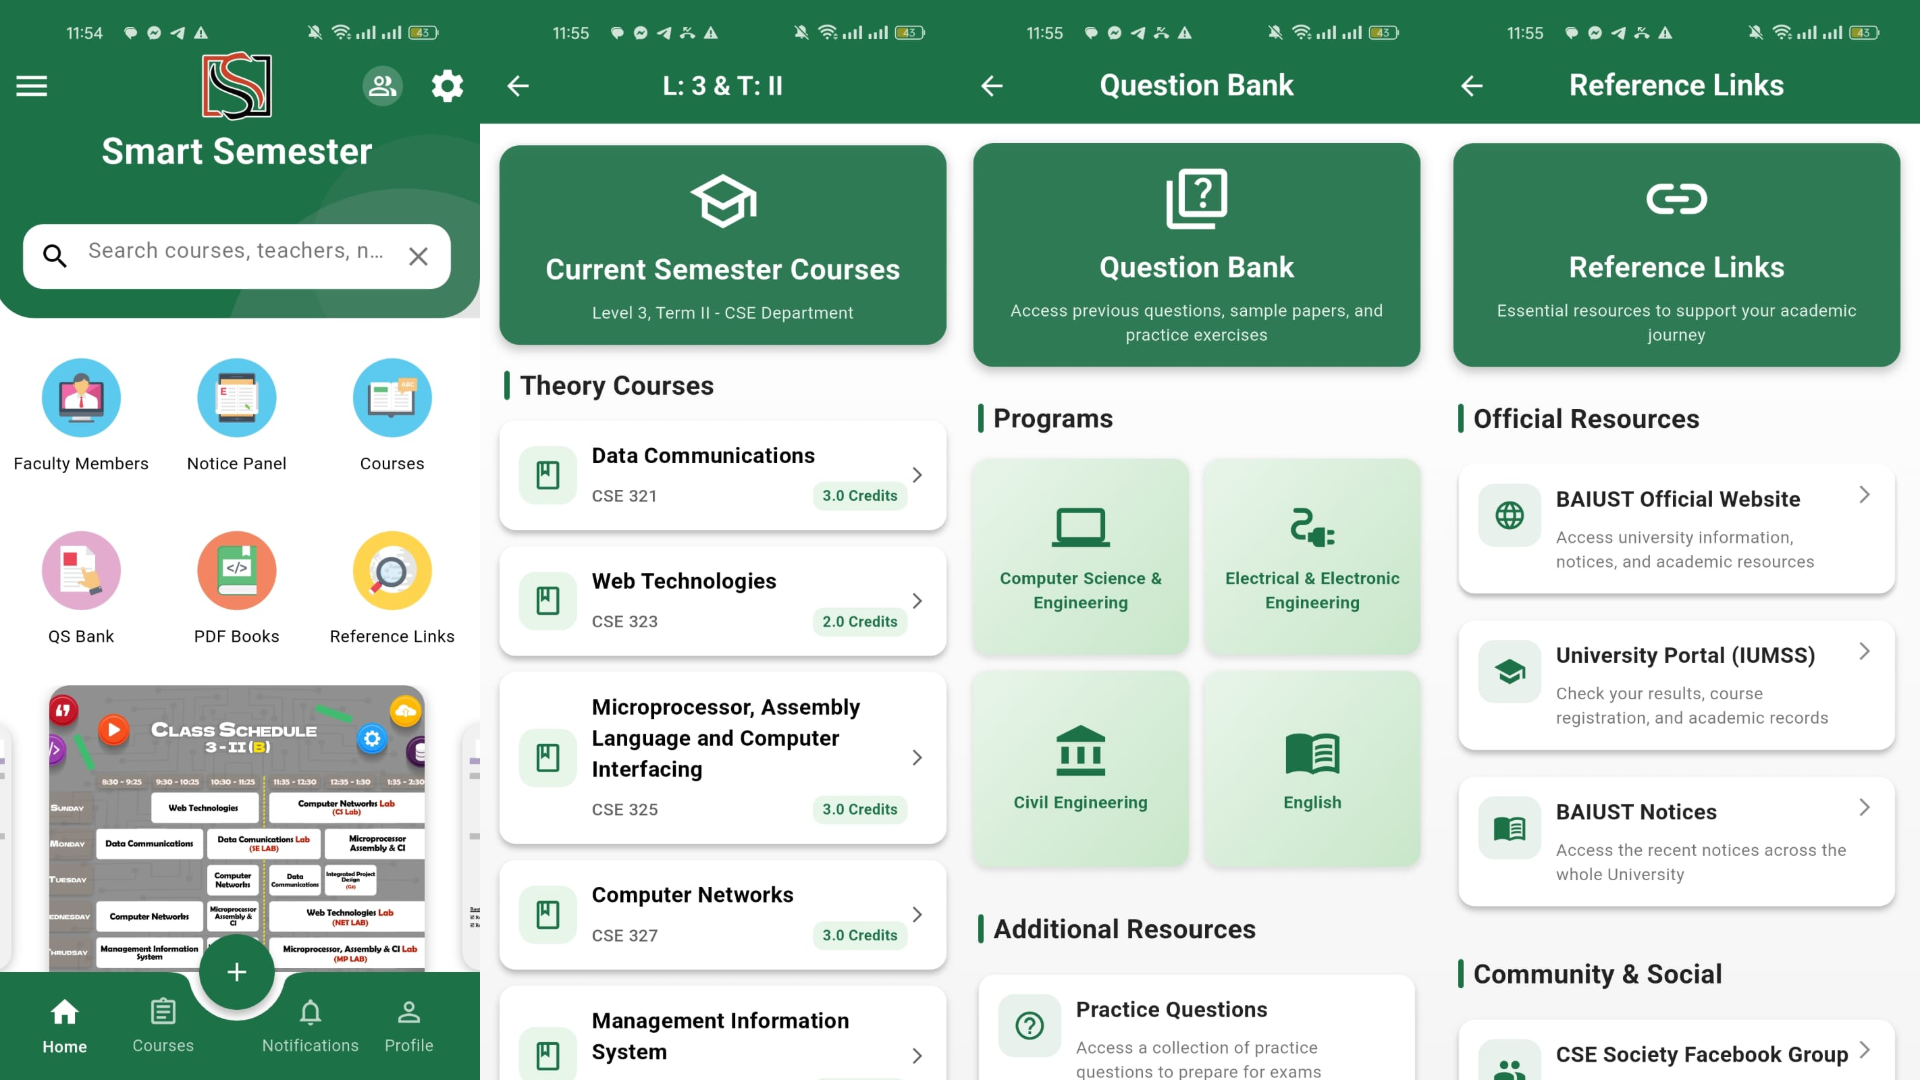 11:54
43
Smart Semester
Search courses, teachers, n...
Faculty Members
Notice Panel
Courses
QS Bank
PDF Books
Reference Links
CLASS SCHEDULE
3-II(B)
8:30 - 9:25
9:30 - 10:25
10:30 - 11:25
11:35 - 12:30
12:35 - 1:30
1:35 - 2:30
SUNDAY
Web Technologies
Computer Networks Lab
(CS Lab)
MONDAY
Data Communications
Data Comunications Lab
(SE LAB)
Microprocessor
Assembly & CI
TUESDAY
Computer
Networks
Data
Communications
Integrated Project
Design
EDNESDAY
Computer Networks
Microprocessor
Assembly &
CI
Web Technologies Lab
(NET LAB)
HRUDSAY
Management Information
System
Microprocessor, Assembly & CI Lab
(MP LAB)
+
Home
Courses
Notifications
Profile
11:55
43
L: 3 & T: II
Current Semester Courses
Level 3, Term II - CSE Department
Theory Courses
Data Communications
CSE 321
3.0 Credits
Web Technologies
CSE 323
2.0 Credits
Microprocessor, Assembly
Language and Computer
Interfacing
CSE 325
3.0 Credits
Computer Networks
CSE 327
3.0 Credits
Management Information
System
11:55
43
Question Bank
Question Bank
Access previous questions, sample papers, and
practice exercises
Programs
Computer Science &
Engineering
Electrical & Electronic
Engineering
Civil Engineering
English
Additional Resources
Practice Questions
Access a collection of practice
questions to prepare for exams
11:55
43
Reference Links
Reference Links
Essential resources to support your academic
journey
Official Resources
BAIUST Official Website
Access university information,
notices, and academic resources
University Portal (IUMSS)
Check your results, course
registration, and academic records
BAIUST Notices
Access the recent notices across the
whole University
Community & Social
CSE Society Facebook Group